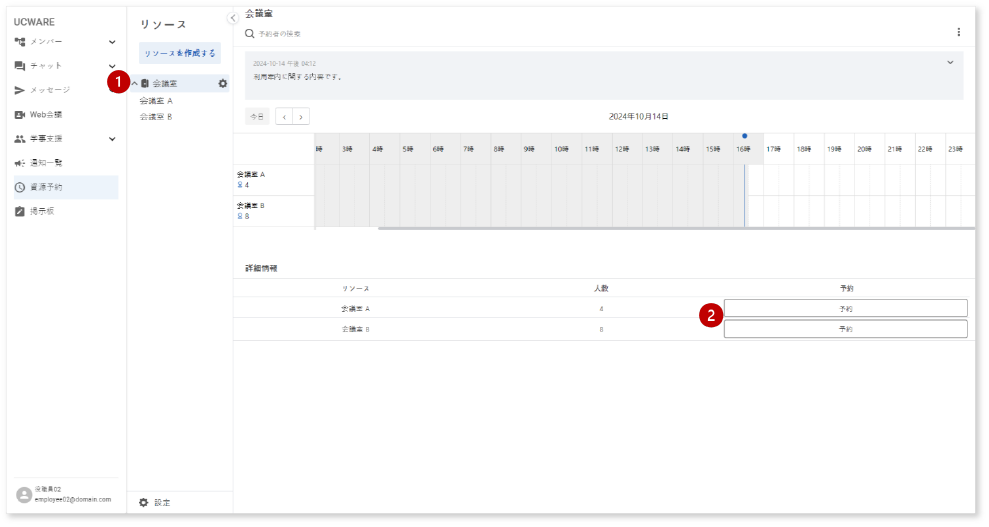 UCWARE
メンバー
チャット
メッセージ
Web会議
学事支援
通知一覧
資源予約
掲示板
役職員02
employee02@domain.com
リソース
リソースを作成する
1
会議室
会議室 A
会議室 B
設定
会議室
予約者の検索
2024-10-14 午後 04:12
利用案内に関する内容です。
今日
2024年10月14日
時 3時 4時 5時 6時 7時 8時 9時 10時 11時 12時 13時 14時 15時 16時 17時 18時 19時 20時 21時 22時 23時
会議室 A
4
会議室 B
8
詳細情報
リソース 人数 予約
会議室 A 4 予約
2
会議室 B 8 予約